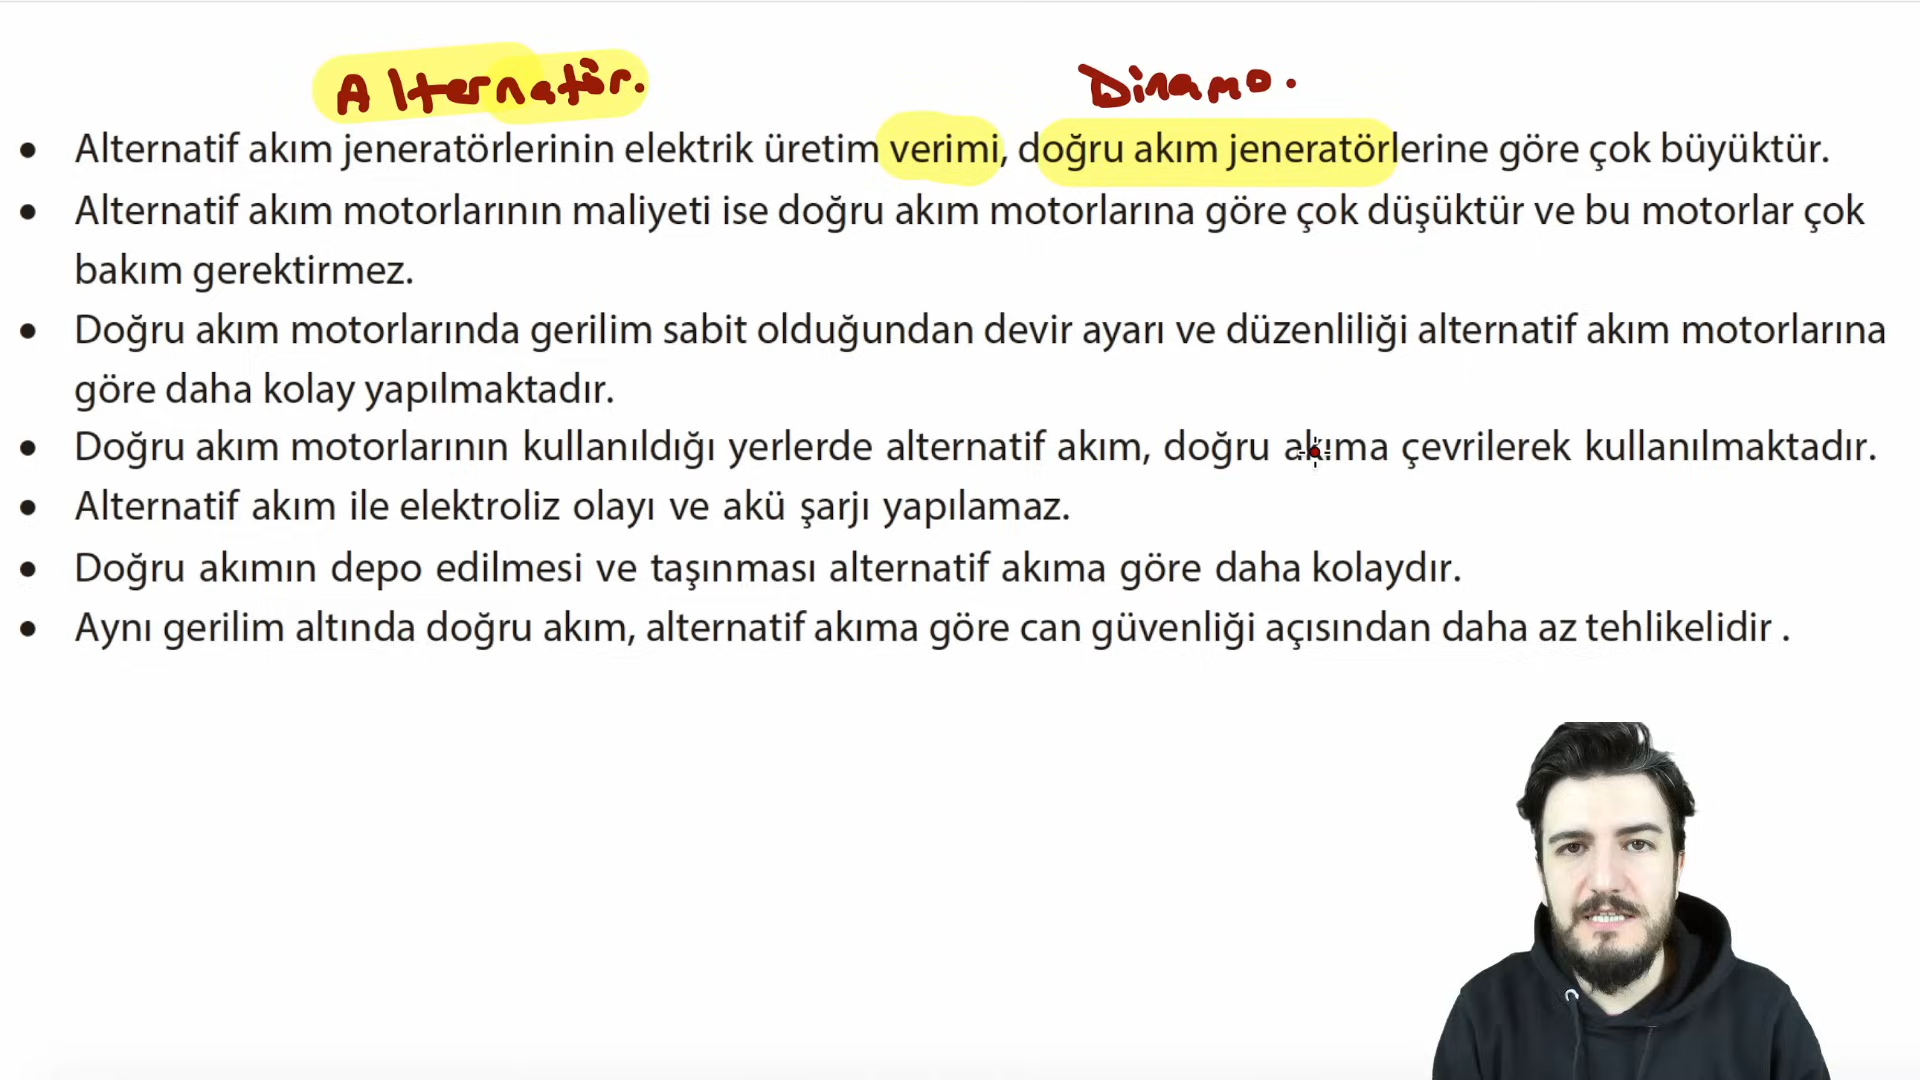 Alternatör. Dinamo.
• Alternatif akım jeneratörlerinin elektrik üretim verimi, doğru akım jeneratörlerine göre çok büyüktür.
• Alternatif akım motorlarının maliyeti ise doğru akım motorlarına göre çok düşüktür ve bu motorlar çok
bakım gerektirmez.
• Doğru akım motorlarında gerilim sabit olduğundan devir ayarı ve düzenliliği alternatif akım motorlarına
göre daha kolay yapılmaktadır.
• Doğru akım motorlarının kullanıldığı yerlerde alternatif akım, doğru akıma çevrilerek kullanılmaktadır.
• Alternatif akım ile elektroliz olayı ve akü şarjı yapılamaz.
• Doğru akımın depo edilmesi ve taşınması alternatif akıma göre daha kolaydır.
• Aynı gerilim altında doğru akım, alternatif akıma göre can güvenliği açısından daha az tehlikelidir .